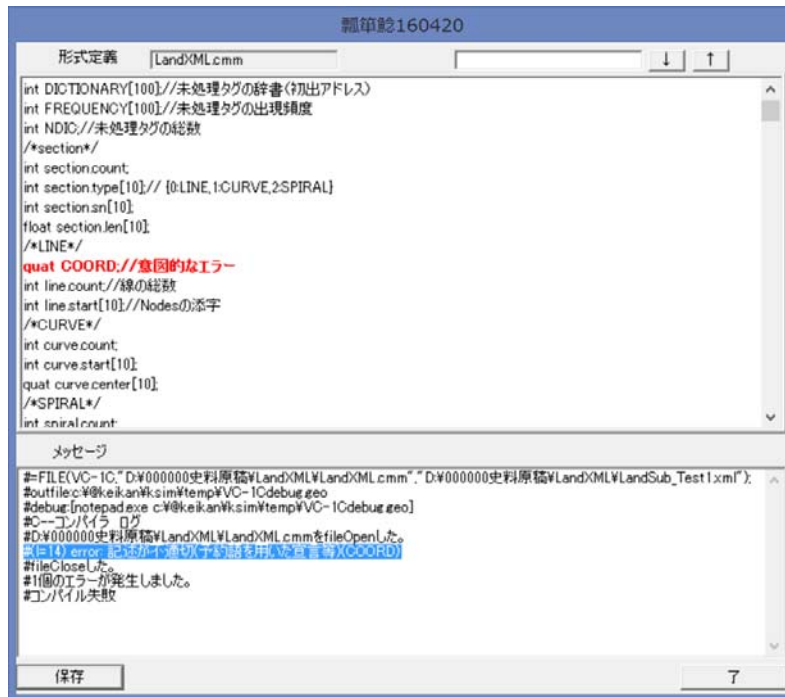 瓢箪鯰160420
形式定義 LandXML.cmm ↓ ↑
int DICTIONARY[100];//未処理タグの辞書(初出アドレス)
int FREQUENCY[100];//未処理タグの出現頻度
int NDIC;//未処理タグの総数
/*section*/
int section.count;
int section.type[10];// {0:LINE,1:CURVE,2:SPIRAL}
int section.sn[10];
float section.len[10];
/*LINE*/
quat COORD;//意図的なエラー
int line.count;//線の総数
int line.start[10];//Nodesの添字
/*CURVE*/
int curve.count;
int curve.start[10];
quat curve.center[10];
/*SPIRAL*/
int spiral.count;
メッセージ
#=FILE(VC-1C,"D:¥000000史料原稿¥LandXML¥LandXML.cmm","D:¥000000史料原稿¥LandXML¥LandSub_Test1.xml");
#outfile:c:¥@keikan¥ksim¥temp¥VC-1Cdebug.geo
#debug:[notepad.exe c:¥@keikan¥ksim¥temp¥VC-1Cdebug.geo]
#C--コンパイラ ログ
#D:¥000000史料原稿¥LandXML¥LandXML.cmmをfileOpenした。
#(l=14) error: 記述が不適切(予約語を用いた宣言等)(COORD)
#fileCloseした。
#1個のエラーが発生しました。
#コンパイル失敗
保存 了